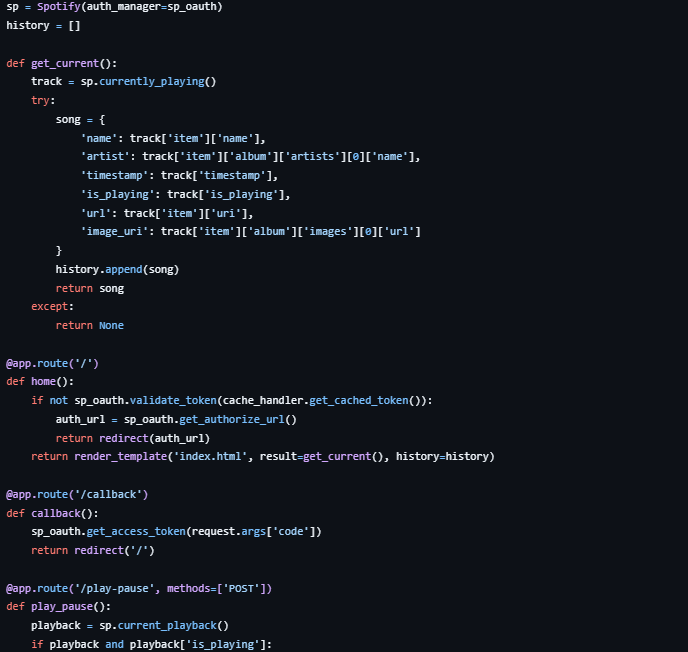 sp = Spotify(auth_manager=sp_oauth)
history = []
def get_current():
    track = sp.currently_playing()
    try:
        song = {
            'name': track['item']['name'],
            'artist': track['item']['album']['artists'][0]['name'],
            'timestamp': track['timestamp'],
            'is_playing': track['is_playing'],
            'url': track['item']['uri'],
            'image_uri': track['item']['album']['images'][0]['url']
        }
        history.append(song)
        return song
    except:
        return None
@app.route('/')
def home():
    if not sp_oauth.validate_token(cache_handler.get_cached_token()):
        auth_url = sp_oauth.get_authorize_url()
        return redirect(auth_url)
    return render_template('index.html', result=get_current(), history=history)
@app.route('/callback')
def callback():
    sp_oauth.get_access_token(request.args['code'])
    return redirect('/')
@app.route('/play-pause', methods=['POST'])
def play_pause():
    playback = sp.current_playback()
    if playback and playback['is_playing']: